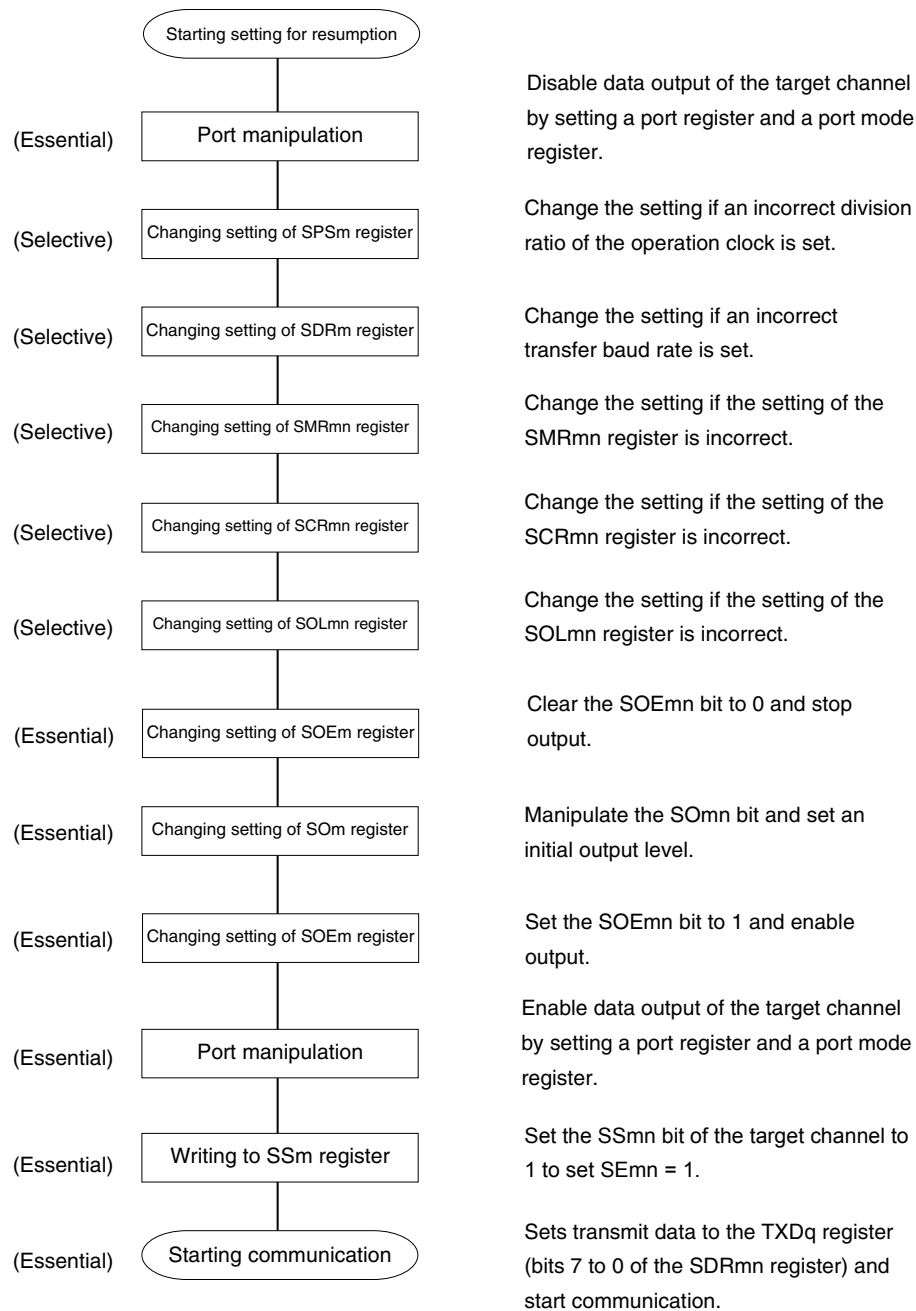 Starting setting for resumption
(Essential)
Port manipulation
Disable data output of the target channel
by setting a port register and a port mode
register.
(Selective)
Changing setting of SPSm register
Change the setting if an incorrect division
ratio of the operation clock is set.
(Selective)
Changing setting of SDRm register
Change the setting if an incorrect
transfer baud rate is set.
(Selective)
Changing setting of SMRmn register
Change the setting if the setting of the
SMRmn register is incorrect.
(Selective)
Changing setting of SCRmn register
Change the setting if the setting of the
SCRmn register is incorrect.
(Selective)
Changing setting of SOLmn register
Change the setting if the setting of the
SOLmn register is incorrect.
(Essential)
Changing setting of SOEm register
Clear the SOEmn bit to 0 and stop
output.
(Essential)
Changing setting of SOm register
Manipulate the SOmn bit and set an
initial output level.
(Essential)
Changing setting of SOEm register
Set the SOEmn bit to 1 and enable
output.
(Essential)
Port manipulation
Enable data output of the target channel
by setting a port register and a port mode
register.
(Essential)
Writing to SSm register
Set the SSmn bit of the target channel to
1 to set SEmn = 1.
(Essential)
Starting communication
Sets transmit data to the TXDq register
(bits 7 to 0 of the SDRmn register) and
start communication.